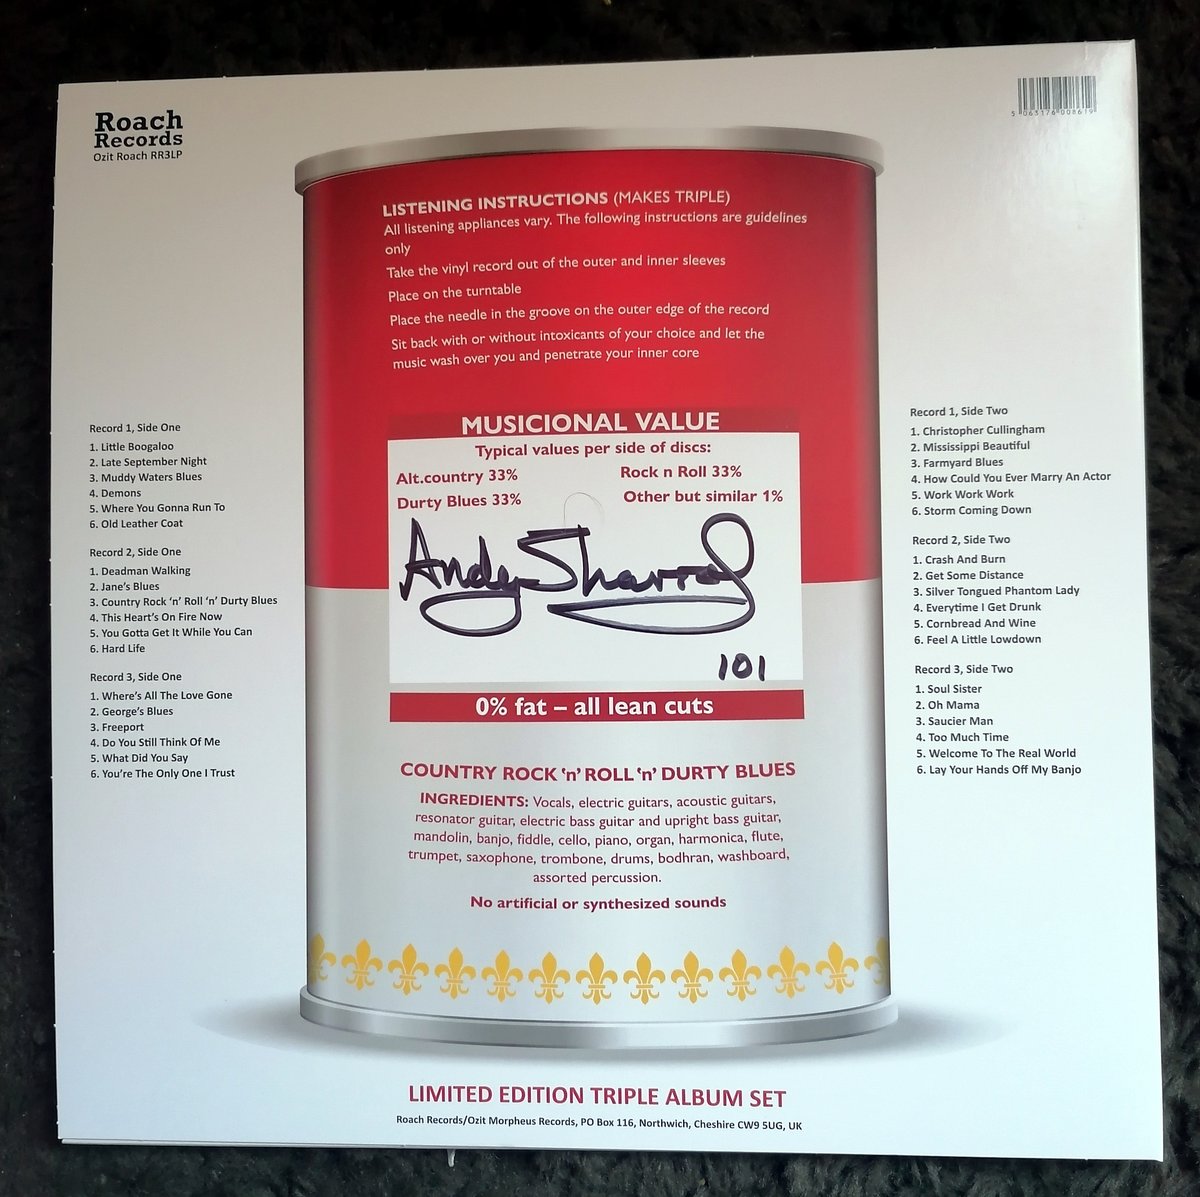 Roach
Records
Ozit Roach RR3LP
5 063176 008619
LISTENING INSTRUCTIONS (MAKES TRIPLE)
All listening appliances vary. The following instructions are guidelines
only
Take the vinyl record out of the outer and inner sleeves
Place on the turntable
Place the needle in the groove on the outer edge of the record
Sit back with or without intoxicants of your choice and let the
music wash over you and penetrate your inner core
MUSICIONAL VALUE
Typical values per side of discs:
Alt.country 33% Rock n Roll 33%
Durty Blues 33% Other but similar 1%
Andy Sharrocks
101
0% fat – all lean cuts
COUNTRY ROCK 'n' ROLL 'n' DURTY BLUES
INGREDIENTS: Vocals, electric guitars, acoustic guitars,
resonator guitar, electric bass guitar and upright bass guitar,
mandolin, banjo, fiddle, cello, piano, organ, harmonica, flute,
trumpet, saxophone, trombone, drums, bodhran, washboard,
assorted percussion.
No artificial or synthesized sounds
Record 1, Side One
1. Little Boogaloo
2. Late September Night
3. Muddy Waters Blues
4. Demons
5. Where You Gonna Run To
6. Old Leather Coat
Record 2, Side One
1. Deadman Walking
2. Jane's Blues
3. Country Rock 'n' Roll 'n' Durty Blues
4. This Heart's On Fire Now
5. You Gotta Get It While You Can
6. Hard Life
Record 3, Side One
1. Where's All The Love Gone
2. George's Blues
3. Freeport
4. Do You Still Think Of Me
5. What Did You Say
6. You're The Only One I Trust
Record 1, Side Two
1. Christopher Cullingham
2. Mississippi Beautiful
3. Farmyard Blues
4. How Could You Ever Marry An Actor
5. Work Work Work
6. Storm Coming Down
Record 2, Side Two
1. Crash And Burn
2. Get Some Distance
3. Silver Tongued Phantom Lady
4. Everytime I Get Drunk
5. Cornbread And Wine
6. Feel A Little Lowdown
Record 3, Side Two
1. Soul Sister
2. Oh Mama
3. Saucier Man
4. Too Much Time
5. Welcome To The Real World
6. Lay Your Hands Off My Banjo
LIMITED EDITION TRIPLE ALBUM SET
Roach Records/Ozit Morpheus Records, PO Box 116, Northwich, Cheshire CW9 5UG, UK